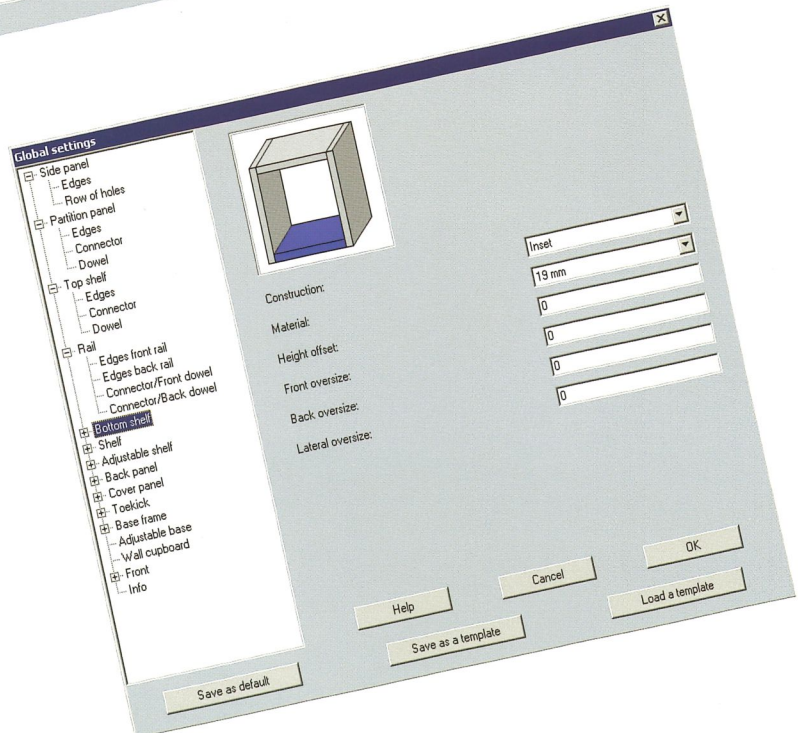 Global settings
Side panel
Edges
Row of holes
Partition panel
Edges
Connector
Dowel
Top shelf
Edges
Connector
Dowel
Rail
Edges front rail
Edges back rail
Connector/Front dowel
Connector/Back dowel
Bottom shelf
Shelf
Adjustable shelf
Back panel
Cover panel
Toekick
Base frame
Adjustable base
Wall cupboard
Front
Info
Construction:
Inset
Material:
19 mm
Height offset:
0
Front oversize:
0
Back oversize:
0
Lateral oversize:
0
Help
Cancel
OK
Save as default
Save as a template
Load a template